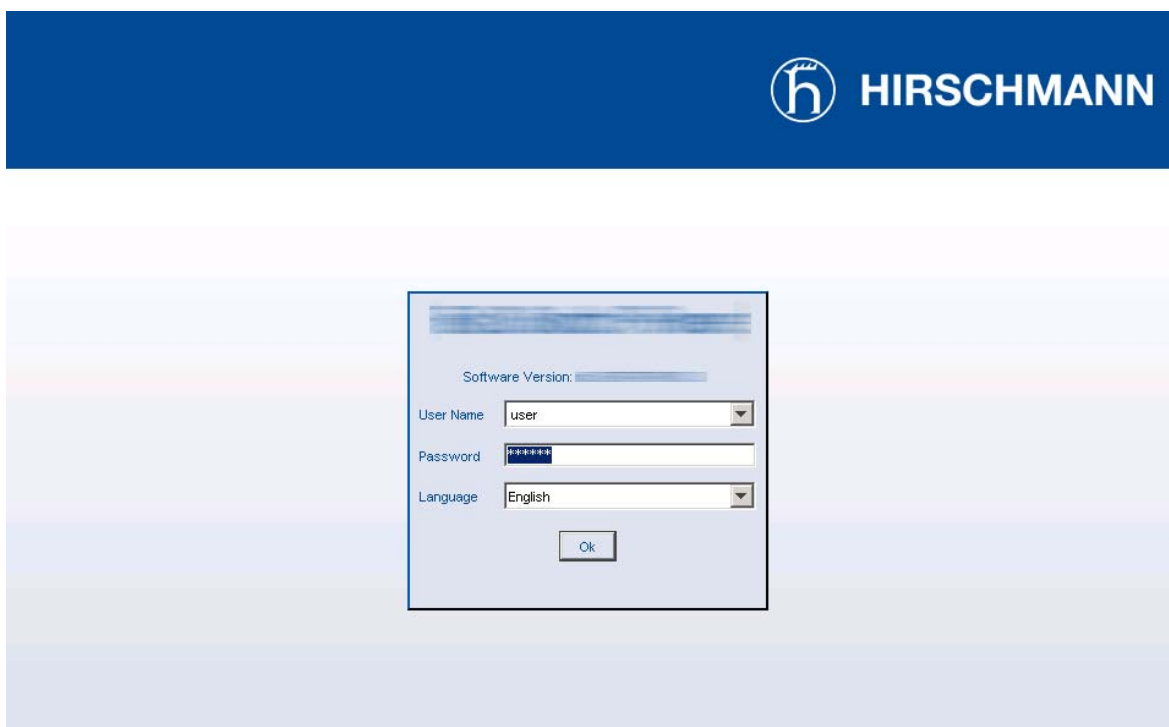 HIRSCHMANN
Software Version:
User Name user
Password ******
Language English
Ok